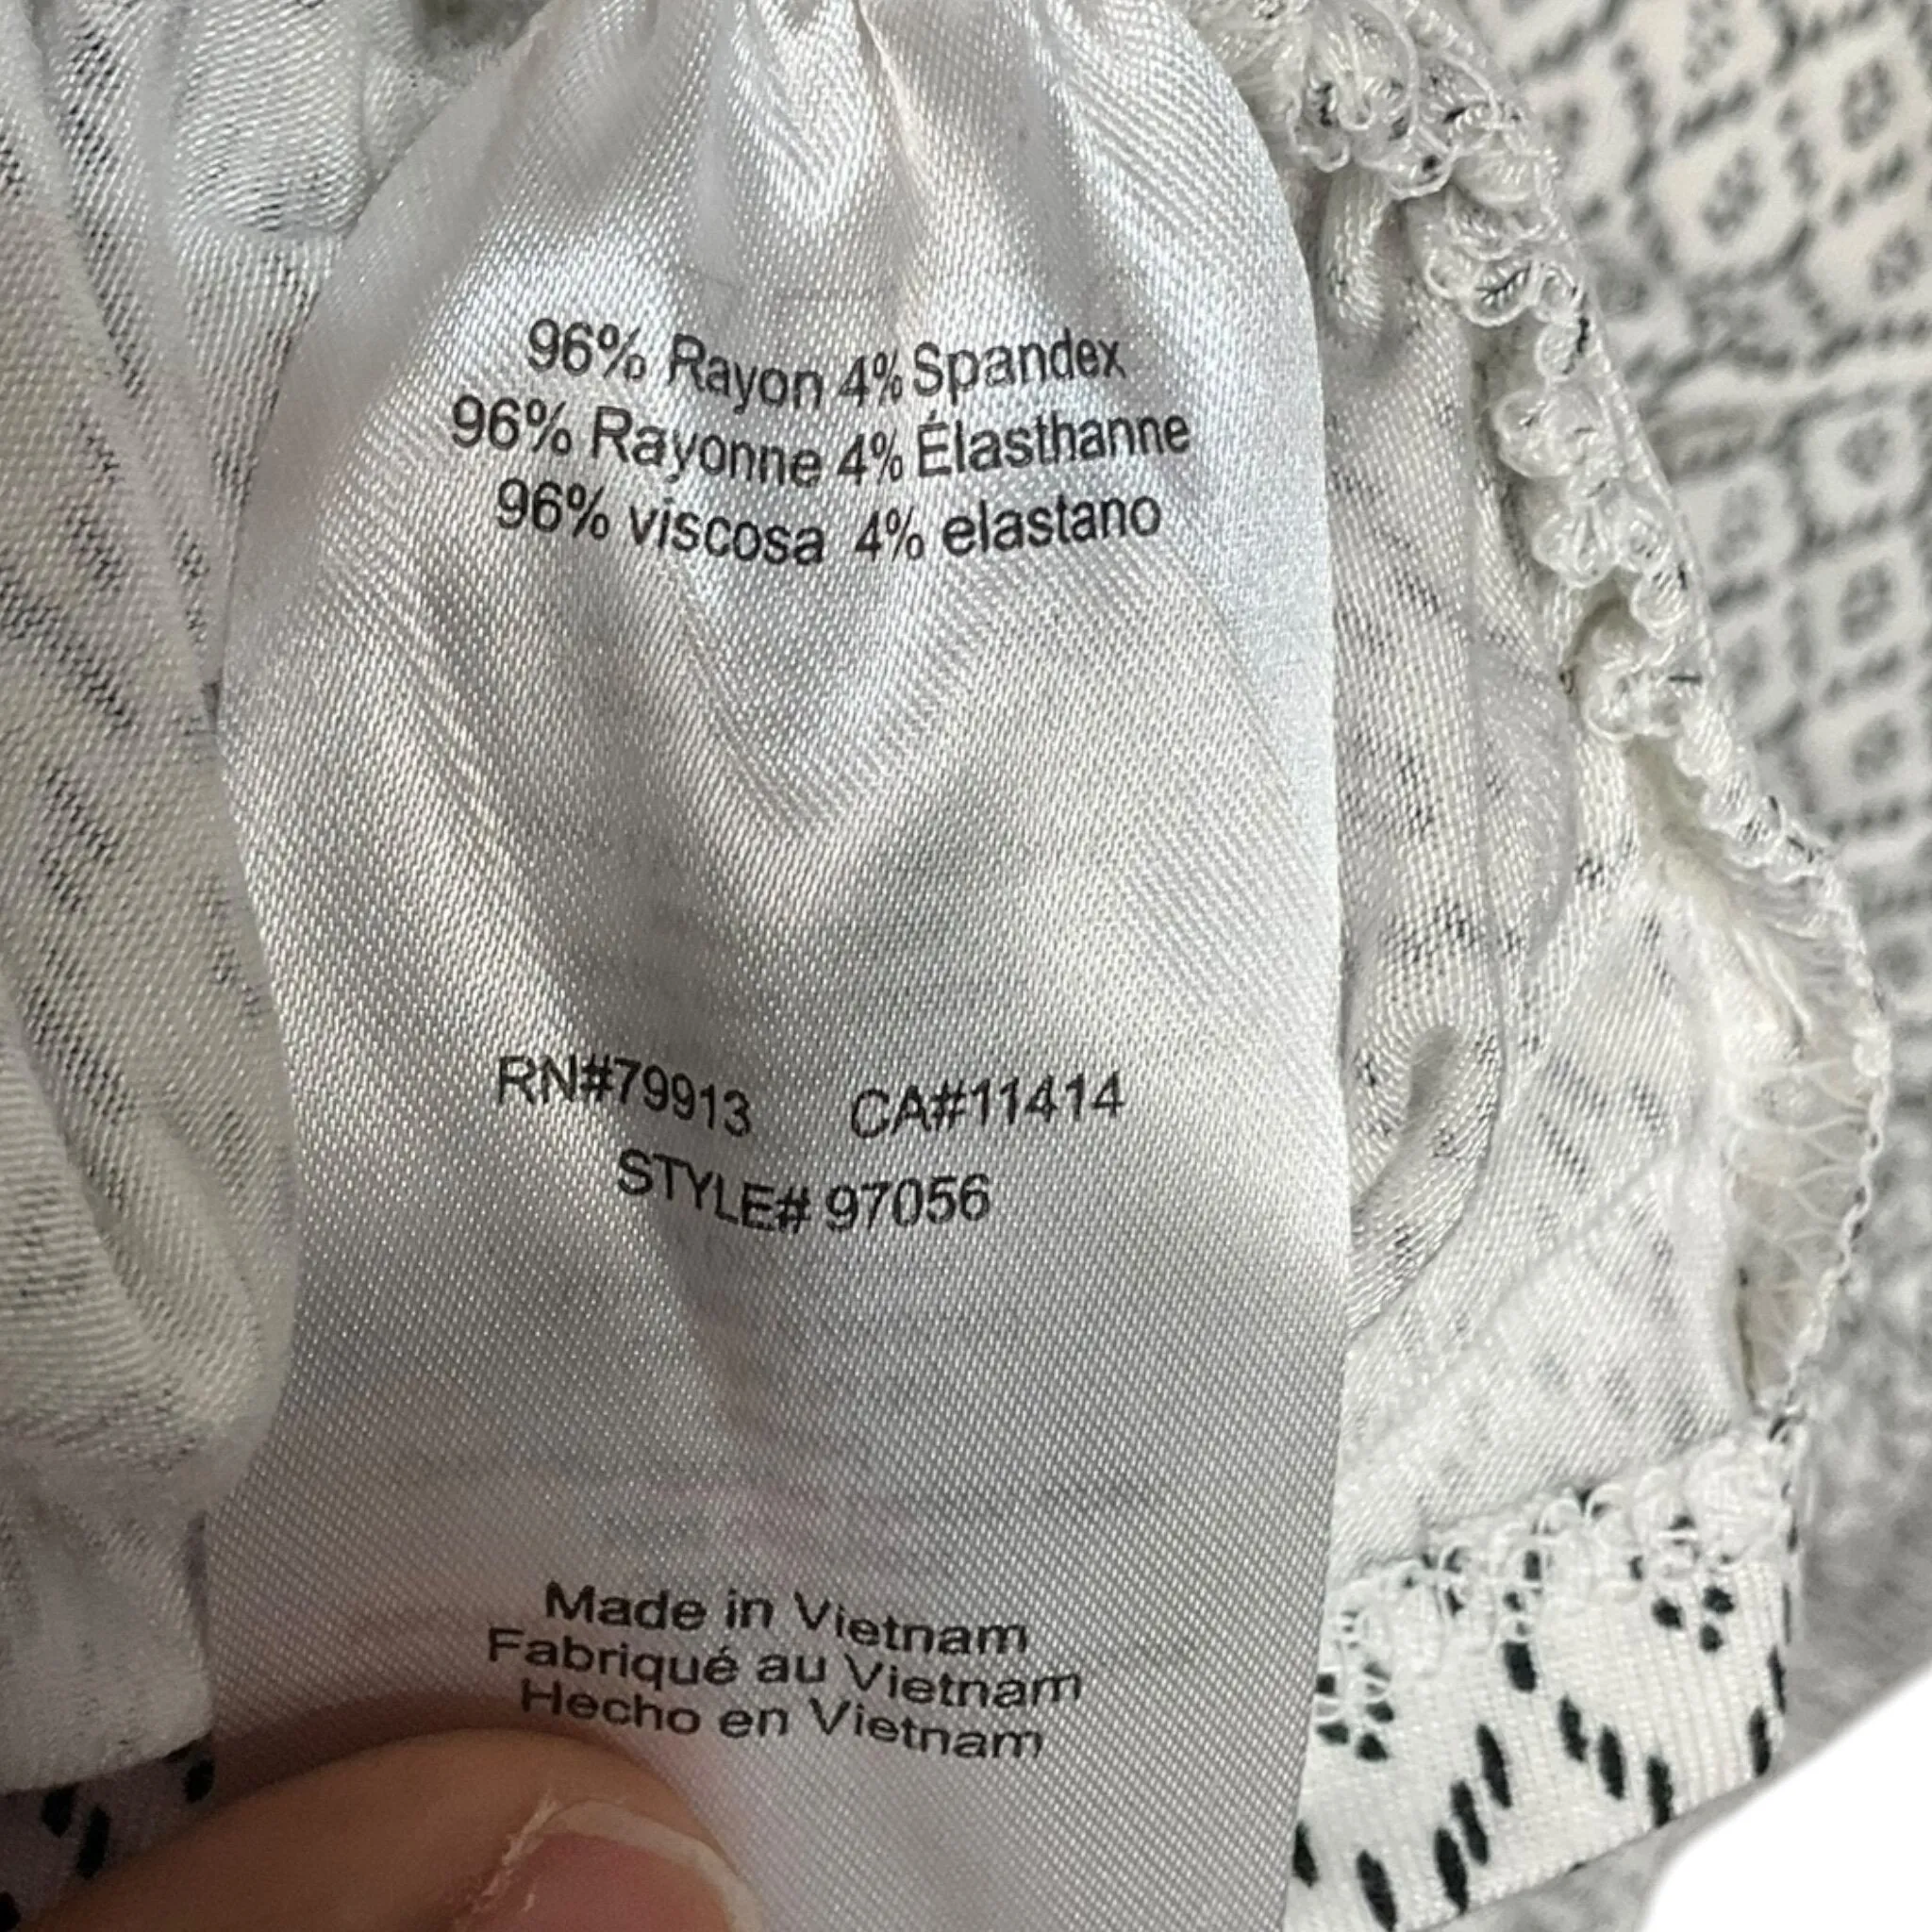 96% Rayon 4% Spandex
96% Rayonne 4% Élasthanne
96% viscosa 4% elastano
RN#79913 CA#11414
STYLE# 97056
Made in Vietnam
Fabriqué au Vietnam
Hecho en Vietnam